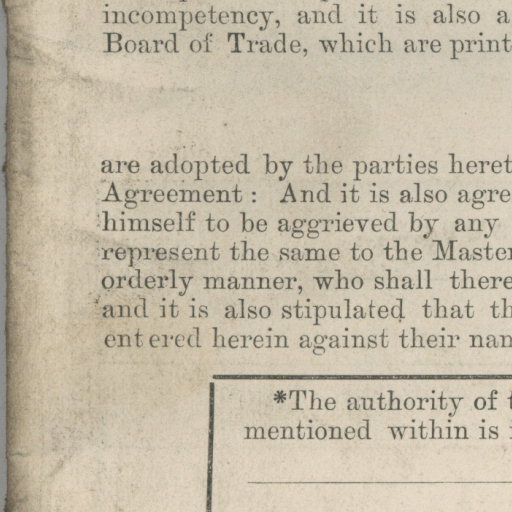 incompetency, and it is also a
Board of Trade, which are print
are adopted by the parties heret
Agreement : And it is also agre
himself to be aggrieved by any
represent the same to the Master
orderly manner, who shall there
and it is also stipulated that th
entered herein against their nam
*The authority of t
mentioned within is i